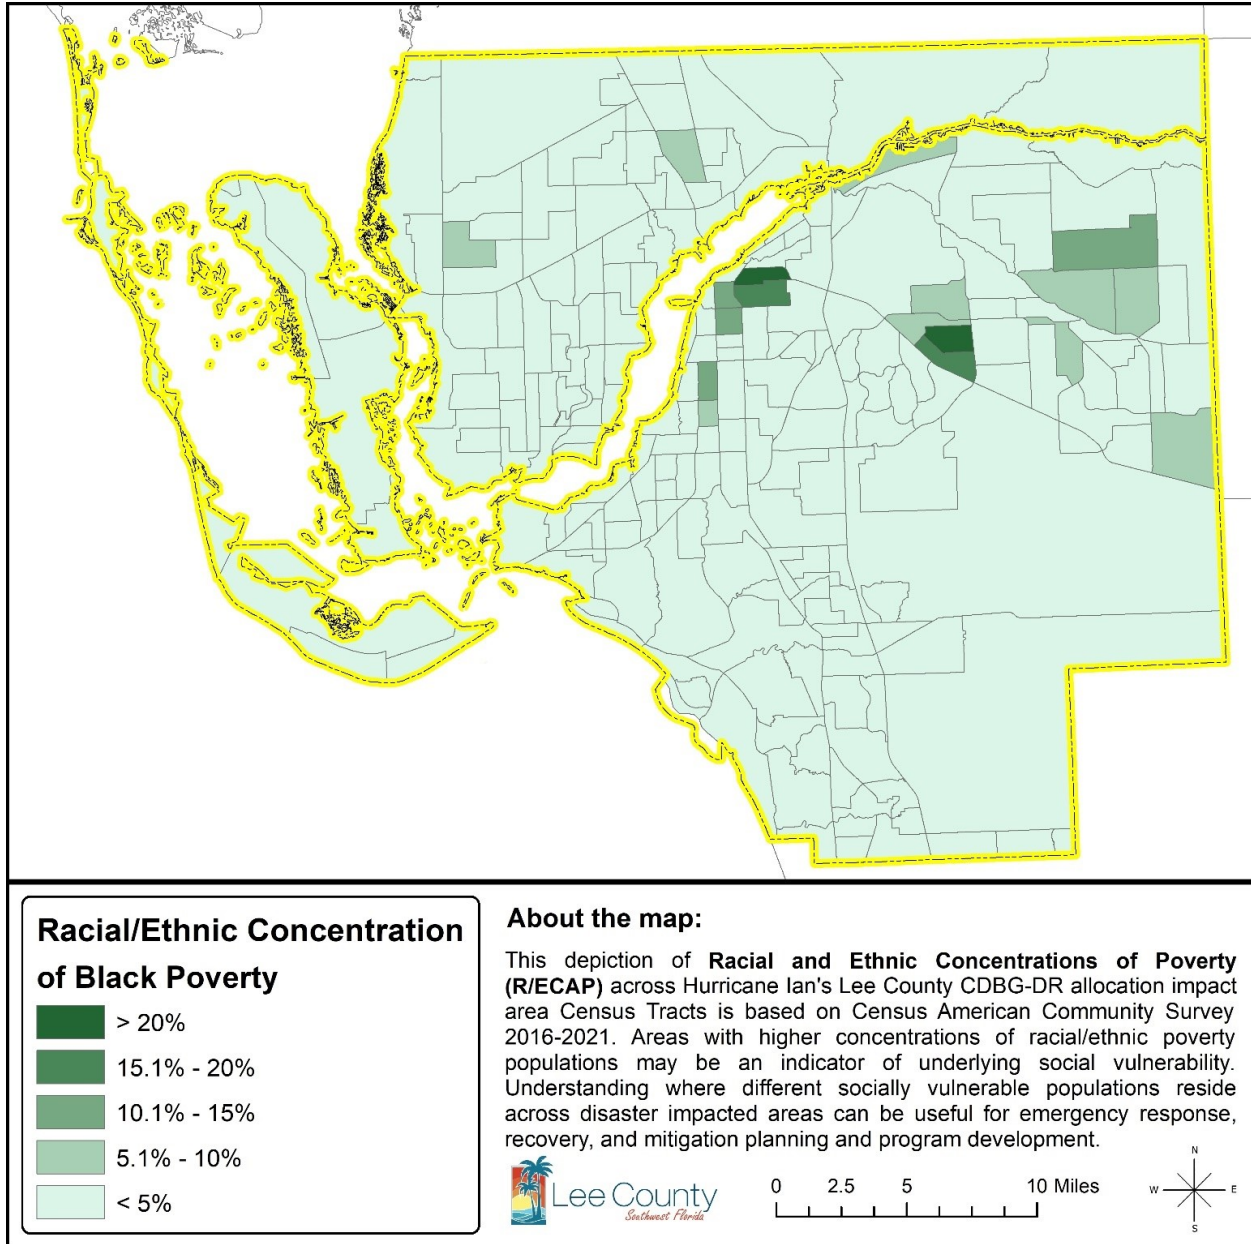 Racial/Ethnic Concentration
of Black Poverty
> 20%
15.1% - 20%
10.1% - 15%
5.1% - 10%
< 5%
About the map:
This depiction of Racial and Ethnic Concentrations of Poverty
(R/ECAP) across Hurricane Ian's Lee County CDBG-DR allocation impact
area Census Tracts is based on Census American Community Survey
2016-2021. Areas with higher concentrations of racial/ethnic poverty
populations may be an indicator of underlying social vulnerability.
Understanding where different socially vulnerable populations reside
across disaster impacted areas can be useful for emergency response,
recovery, and mitigation planning and program development.
Lee County
Southwest Florida
0 2.5 5 10 Miles
N
W E
S